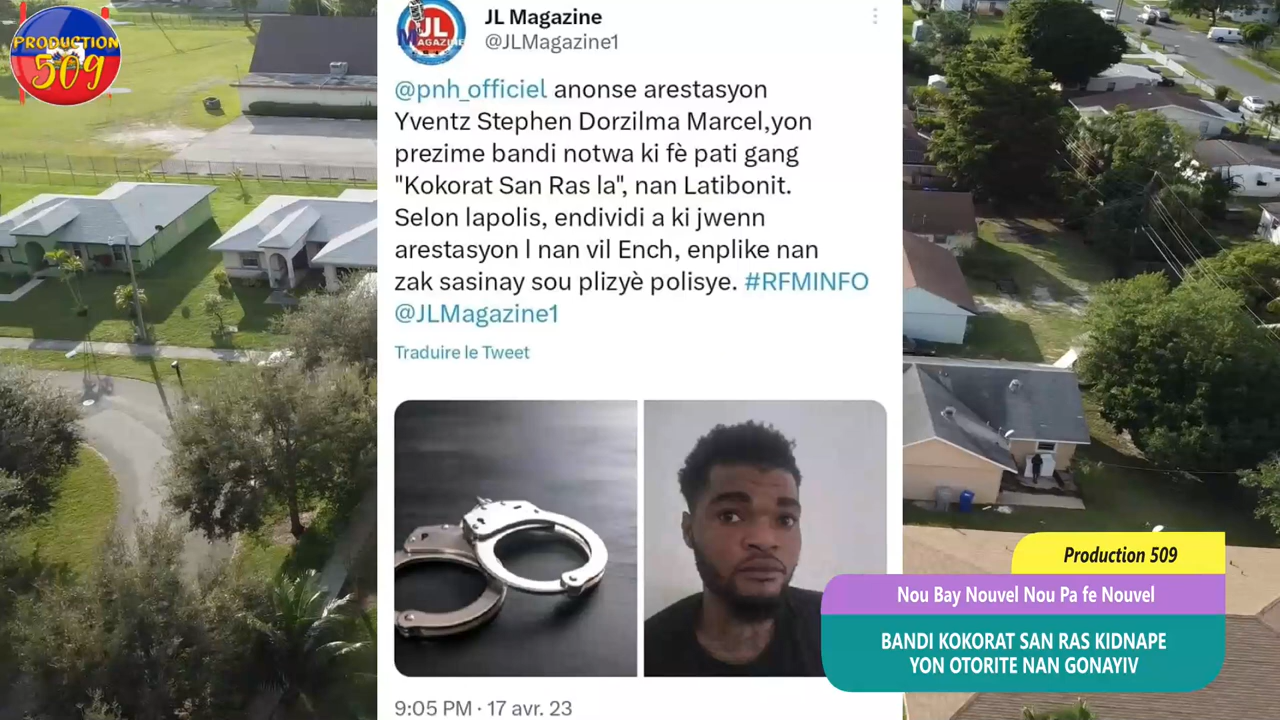 PRODUCTION
509
JL
MAGAZINE
JL Magazine
@JLMagazine1
@pnh_officiel anonse arestasyon
Yventz Stephen Dorzilma Marcel,yon
prezime bandi notwa ki fè pati gang
"Kokorat San Ras la", nan Latibonit.
Selon lapolis, endividi a ki jwenn
arestasyon l nan vil Ench, enplike nan
zak sasinay sou plizyè polisye. #RFMINFO
@JLMagazine1
Traduire le Tweet
9:05 PM · 17 avr. 23
Production 509
Nou Bay Nouvel Nou Pa fe Nouvel
BANDI KOKORAT SAN RAS KIDNAPE
YON OTORITE NAN GONAYIV